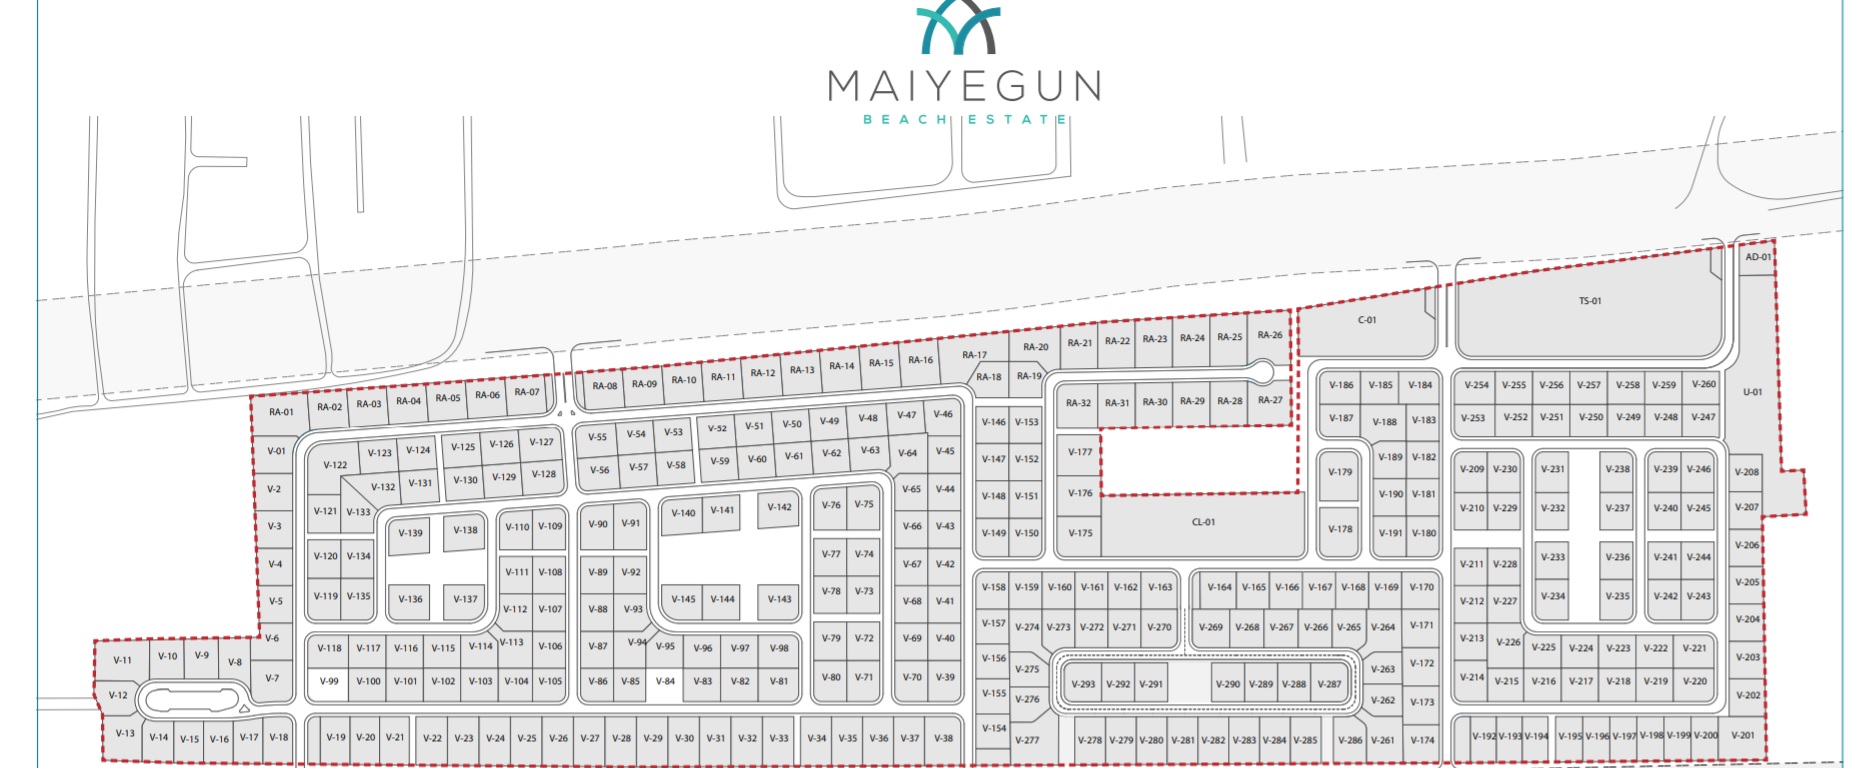 MAIYEGUN
BEACH ESTATE
AD-01
TS-01
C-01
U-01
RA-01 RA-02 RA-03 RA-04 RA-05 RA-06 RA-07 RA-08 RA-09 RA-10 RA-11 RA-12 RA-13 RA-14 RA-15 RA-16 RA-17 RA-20 RA-21 RA-22 RA-23 RA-24 RA-25 RA-26
RA-18 RA-19
RA-32 RA-31 RA-30 RA-29 RA-28 RA-27
V-186 V-185 V-184 V-254 V-255 V-256 V-257 V-258 V-259 V-260
V-187 V-188 V-183 V-253 V-252 V-251 V-250 V-249 V-248 V-247
V-01 V-122 V-123 V-124 V-125 V-126 V-127 V-55 V-54 V-53 V-52 V-51 V-50 V-49 V-48 V-47 V-46 V-146 V-153
V-132 V-131 V-130 V-129 V-128 V-56 V-57 V-58 V-59 V-60 V-61 V-62 V-63 V-64 V-45 V-147 V-152 V-177 V-179 V-189 V-182 V-209 V-230 V-231 V-238 V-239 V-246 V-208
V-2 V-121 V-133 V-140 V-141 V-142 V-76 V-75 V-65 V-44 V-148 V-151 V-176 V-190 V-181 V-210 V-229 V-232 V-237 V-240 V-245 V-207
V-3 V-139 V-138 V-110 V-109 V-90 V-91 V-66 V-43 V-149 V-150 V-175 CL-01 V-178 V-191 V-180
V-4 V-120 V-134 V-111 V-108 V-89 V-92 V-77 V-74 V-67 V-42 V-211 V-228 V-233 V-236 V-241 V-244 V-206
V-5 V-119 V-135 V-136 V-137 V-112 V-107 V-88 V-93 V-145 V-144 V-143 V-78 V-73 V-68 V-41 V-158 V-159 V-160 V-161 V-162 V-163 V-164 V-165 V-166 V-167 V-168 V-169 V-170 V-212 V-227 V-234 V-235 V-242 V-243 V-205
V-157 V-274 V-273 V-272 V-271 V-270 V-269 V-268 V-267 V-266 V-265 V-264 V-171 V-204
V-6 V-118 V-117 V-116 V-115 V-114 V-113 V-106 V-87 V-94 V-95 V-96 V-97 V-98 V-79 V-72 V-69 V-40 V-213 V-226 V-225 V-224 V-223 V-222 V-221
V-11 V-10 V-9 V-8 V-156 V-275 V-263 V-172 V-203
V-7 V-99 V-100 V-101 V-102 V-103 V-104 V-105 V-86 V-85 V-84 V-83 V-82 V-81 V-80 V-71 V-70 V-39 V-293 V-292 V-291 V-290 V-289 V-288 V-287 V-214 V-215 V-216 V-217 V-218 V-219 V-220
V-12 V-155 V-276 V-262 V-173 V-202
V-13 V-14 V-15 V-16 V-17 V-18 V-19 V-20 V-21 V-22 V-23 V-24 V-25 V-26 V-27 V-28 V-29 V-30 V-31 V-32 V-33 V-34 V-35 V-36 V-37 V-38 V-154 V-277 V-278 V-279 V-280 V-281 V-282 V-283 V-284 V-285 V-286 V-261 V-174 V-192 V-193 V-194 V-195 V-196 V-197 V-198 V-199 V-200 V-201